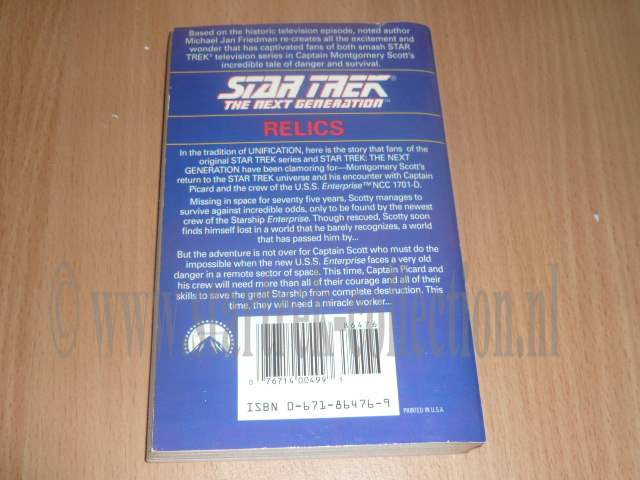 Based on the historic television episode, noted author
Michael Jan Friedman re-creates all the excitement and
wonder that has captivated fans of both smash STAR
TREK® television series in Captain Montgomery Scott's
incredible tale of danger and survival.
STAR TREK®
THE NEXT GENERATION™
RELICS
In the tradition of UNIFICATION, here is the story that fans of the
original STAR TREK series and STAR TREK: THE NEXT
GENERATION have been clamoring for—Montgomery Scott's
return to the STAR TREK universe and his encounter with Captain
Picard and the crew of the U.S.S. Enterprise™ NCC 1701-D.
Missing in space for seventy five years, Scotty manages to
survive against incredible odds, only to be found by the newest
crew of the Starship Enterprise. Though rescued, Scotty soon
finds himself lost in a world that he barely recognizes, a world
that has passed him by...
But the adventure is not over for Captain Scott who must do the
impossible when the new U.S.S. Enterprise faces a very old
danger in a remote sector of space. This time, Captain Picard and
his crew will need more than all of their courage and all of their
skills to save the great Starship from complete destruction. This
time, they will need a miracle worker...
© www.startrek-collection.nl
86476
0 76714 00499 1
ISBN 0-671-86476-9
PRINTED IN U.S.A.